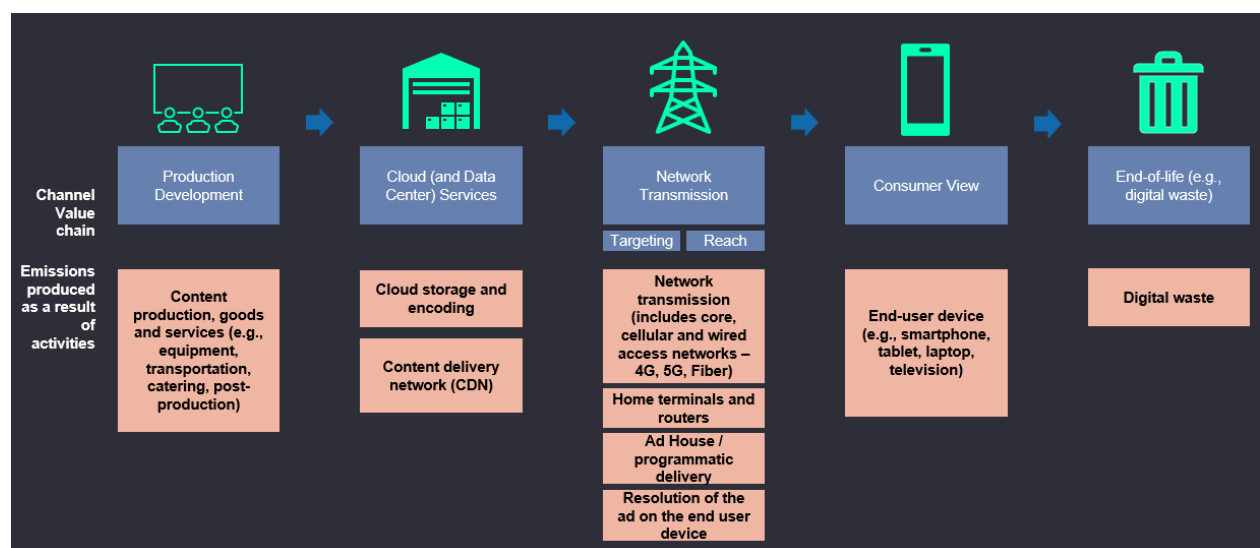 Channel
Value
chain
Production
Development
Cloud (and Data
Center) Services
Network
Transmission
Targeting
Reach
Consumer View
End-of-life (e.g.,
digital waste)
Emissions
produced
as a result
of
activities
Content
production, goods
and services (e.g.,
equipment,
transportation,
catering, post-
production)
Cloud storage and
encoding
Content delivery
network (CDN)
Network
transmission
(includes core,
cellular and wired
access networks –
4G, 5G, Fiber)
Home terminals and
routers
Ad House /
programmatic
delivery
Resolution of the
ad on the end user
device
End-user device
(e.g., smartphone,
tablet, laptop,
television)
Digital waste